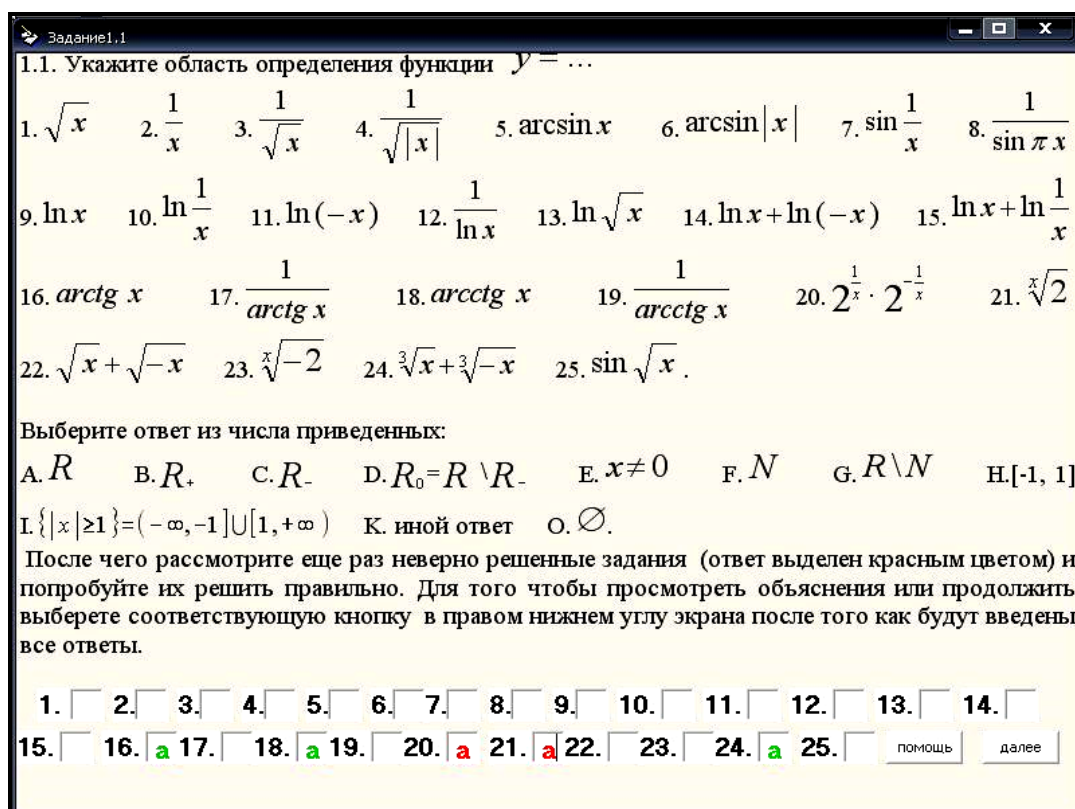 Задание1.1
1.1. Укажите область определения функции y = ...
1. √x 2. 1/x 3. 1/√x 4. 1/√|x| 5. arcsin x 6. arcsin|x| 7. sin 1/x 8. 1/sin π x
9. ln x 10. ln 1/x 11. ln(−x) 12. 1/ln x 13. ln √x 14. ln x + ln(−x) 15. ln x + ln 1/x
16. arctg x 17. 1/arctg x 18. arcctg x 19. 1/arcctg x 20. 2^(1/x) · 2^(−1/x) 21. ˣ√2
22. √x + √−x 23. ˣ√−2 24. ³√x + ³√−x 25. sin √x .
Выберите ответ из числа приведенных:
A. R B. R₊ C. R₋ D. R₀ = R \ R₋ E. x ≠ 0 F. N G. R \ N H.[-1, 1]
I. {|x|≥1}=(−∞,−1]∪[1,+∞) K. иной ответ O. ∅.
После чего рассмотрите еще раз неверно решенные задания (ответ выделен красным цветом) и
попробуйте их решить правильно. Для того чтобы просмотреть объяснения или продолжить
выберете соответствующую кнопку в правом нижнем углу экрана после того как будут введены
все ответы.
1. 2. 3. 4. 5. 6. 7. 8. 9. 10. 11. 12. 13. 14.
15. 16. а 17. 18. а 19. 20. а 21. а 22. 23. 24. а 25. помощь далее